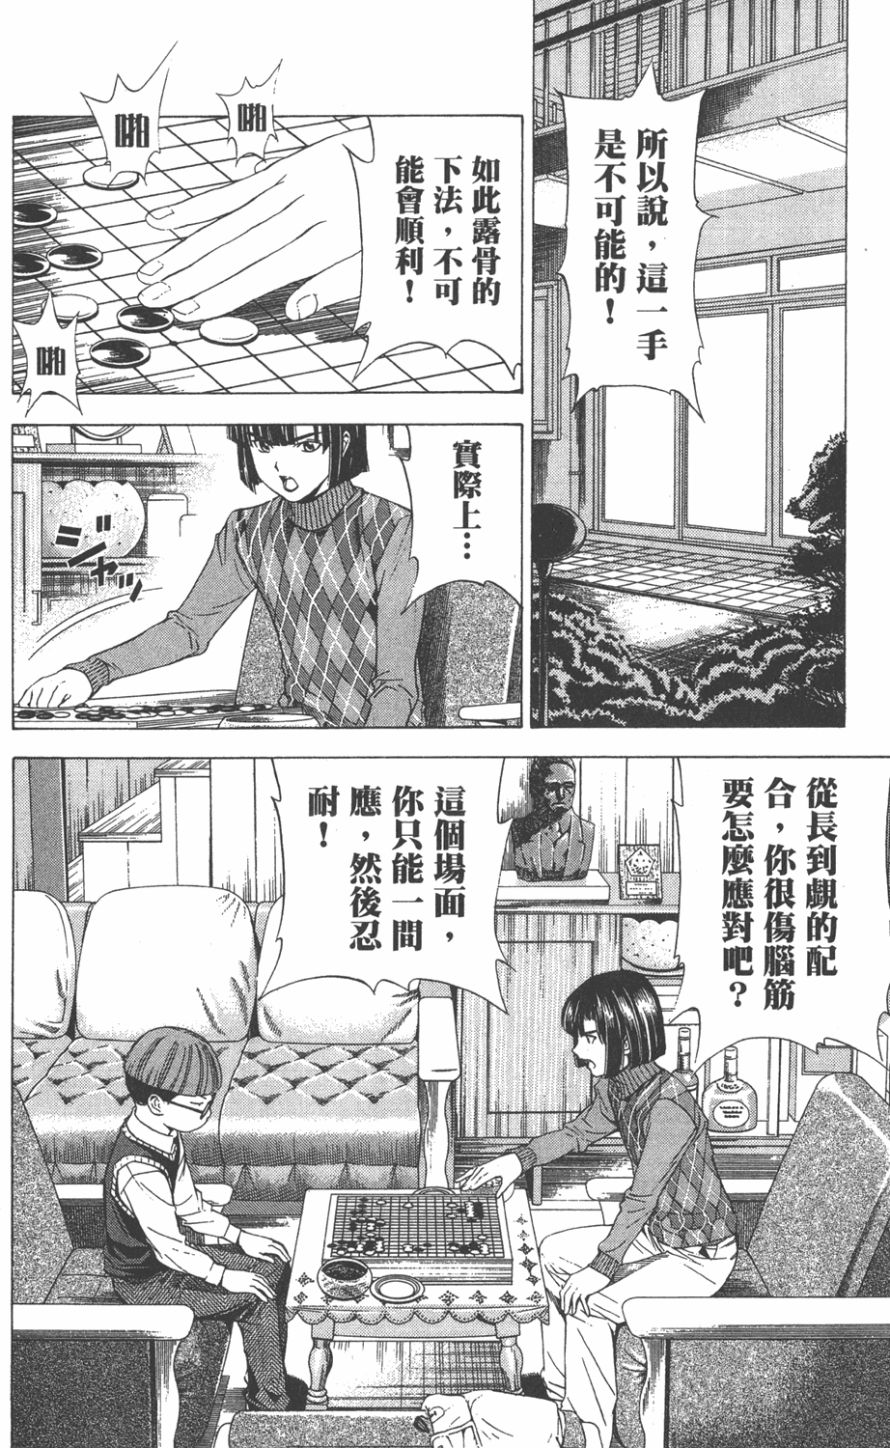 所以說，這一手
是不可能的！
如此露骨的
下法，不可
能會順利！
啪
啪
啪
實際上…
ジャッ
從長到覷的配
合，你很傷腦筋
要怎麼應對吧？
這個場面，
你只能一間
應，然後忍
耐！